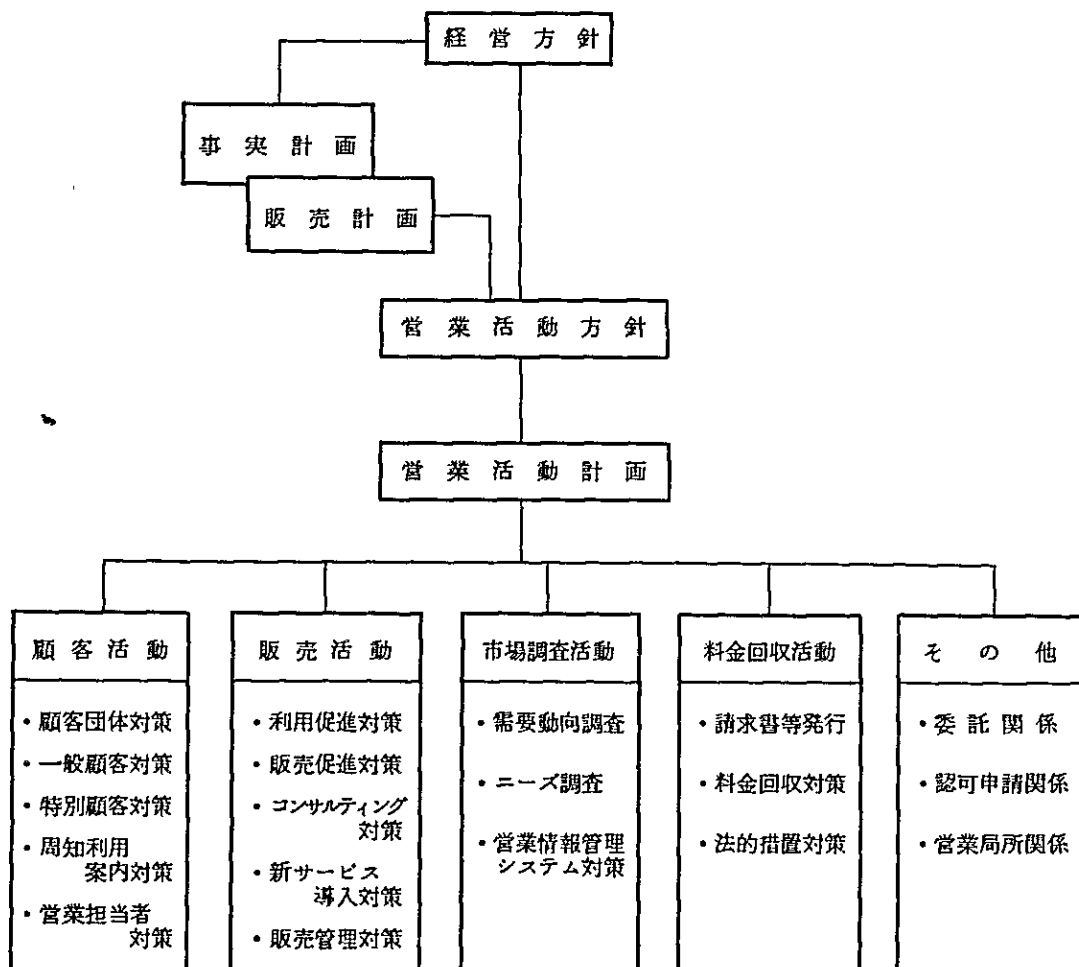 経営方針
事実計画
販売計画
営業活動方針
営業活動計画
顧客活動
・顧客団体対策
・一般顧客対策
・特別顧客対策
・周知利用
案内対策
・営業担当者
対策
販売活動
・利用促進対策
・販売促進対策
・コンサルティング
対策
・新サービス
導入対策
・販売管理対策
市場調査活動
・需要動向調査
・ニーズ調査
・営業情報管理
システム対策
料金回収活動
・請求書等発行
・料金回収対策
・法的措置対策
その他
・委託関係
・認可申請関係
・営業局所関係